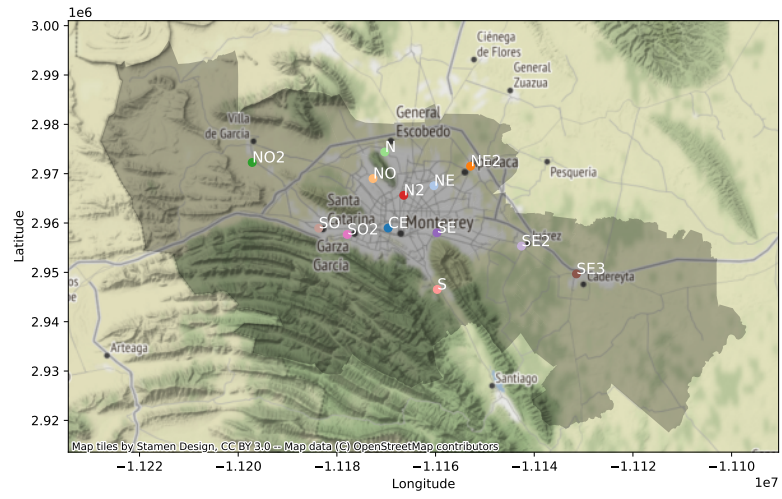 1e6
3.00
2.99
2.98
2.97
2.96
2.95
2.94
2.93
2.92
Latitude
Ciénega
de Flores
General
Zuazua
Villa
de Garcia
General
Escobedo
N
NO2
NE2
Pesquería
NO
NE
N2
Santa
Catarina
SO
SO2
CE
Monterrey
SE
SE2
Garza
García
SE3
Cadereyta
S
Arteaga
Santiago
Map tiles by Stamen Design, CC BY 3.0 -- Map data (C) OpenStreetMap contributors
−1.122
−1.120
−1.118
−1.116
−1.114
−1.112
−1.110
1e7
Longitude